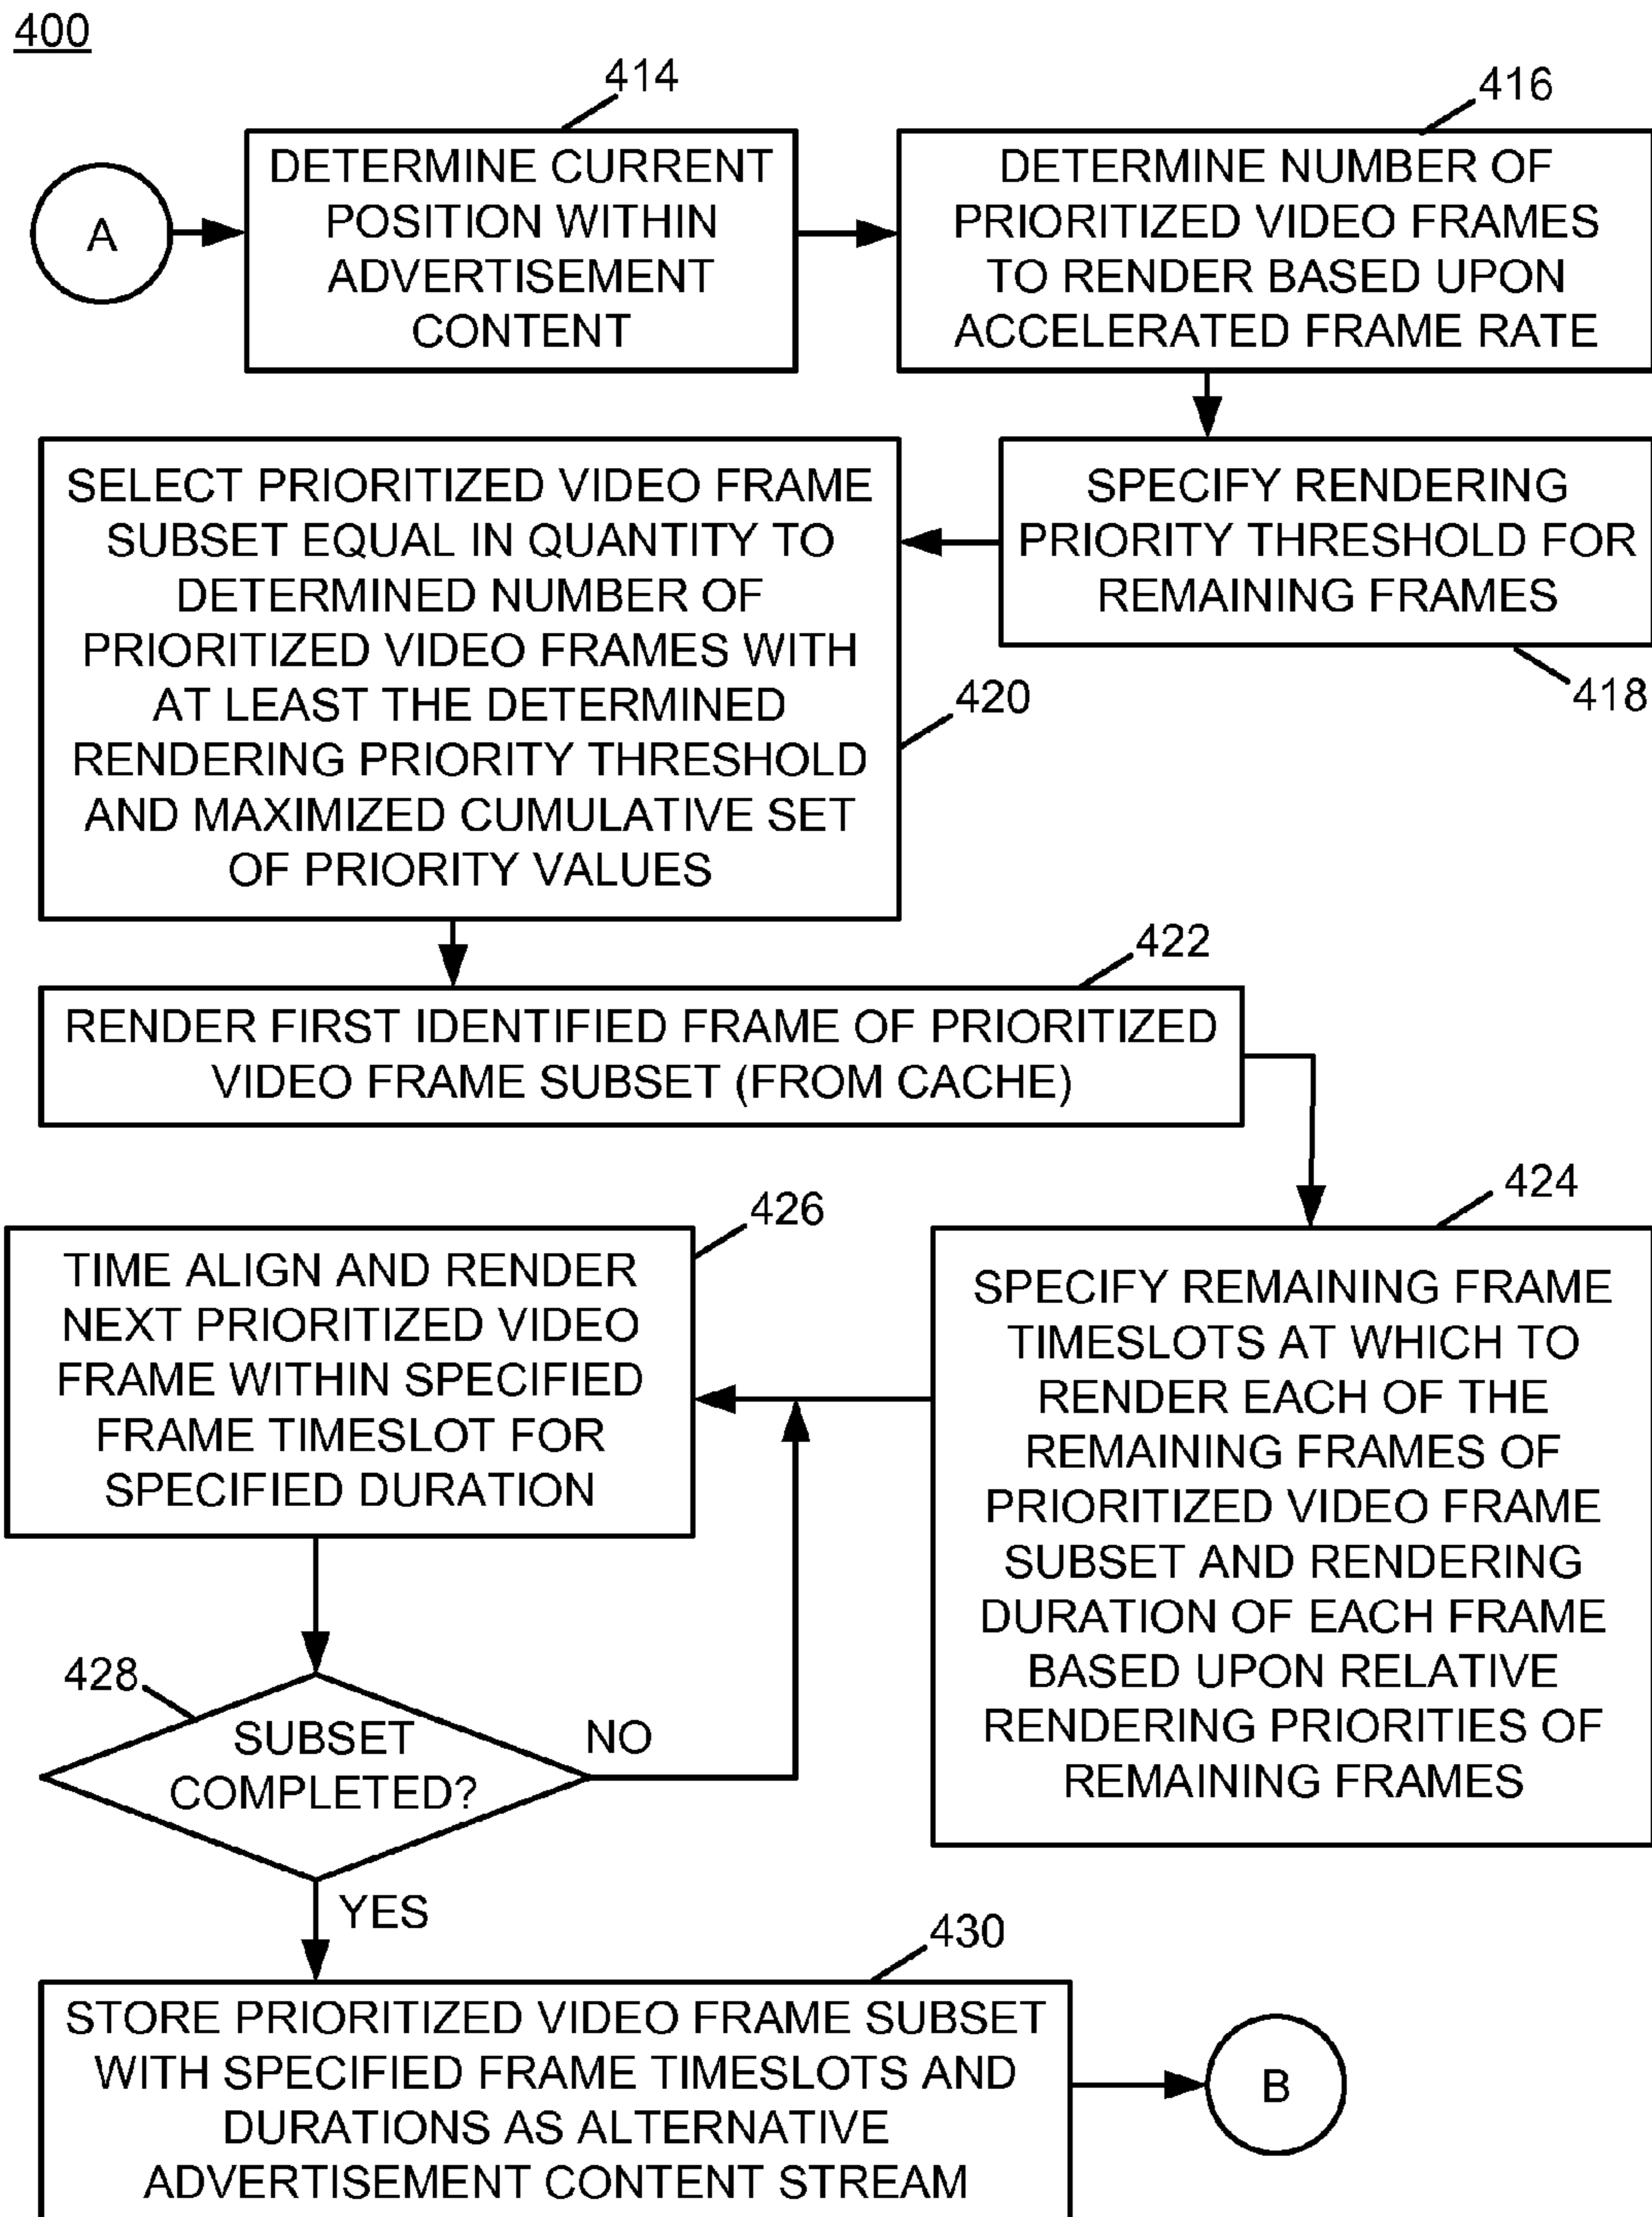 400
414
416
A
DETERMINE CURRENT
POSITION WITHIN
ADVERTISEMENT
CONTENT
DETERMINE NUMBER OF
PRIORITIZED VIDEO FRAMES
TO RENDER BASED UPON
ACCELERATED FRAME RATE
SPECIFY RENDERING
PRIORITY THRESHOLD FOR
REMAINING FRAMES
418
SELECT PRIORITIZED VIDEO FRAME
SUBSET EQUAL IN QUANTITY TO
DETERMINED NUMBER OF
PRIORITIZED VIDEO FRAMES WITH
AT LEAST THE DETERMINED
RENDERING PRIORITY THRESHOLD
AND MAXIMIZED CUMULATIVE SET
OF PRIORITY VALUES
420
422
RENDER FIRST IDENTIFIED FRAME OF PRIORITIZED
VIDEO FRAME SUBSET (FROM CACHE)
424
SPECIFY REMAINING FRAME
TIMESLOTS AT WHICH TO
RENDER EACH OF THE
REMAINING FRAMES OF
PRIORITIZED VIDEO FRAME
SUBSET AND RENDERING
DURATION OF EACH FRAME
BASED UPON RELATIVE
RENDERING PRIORITIES OF
REMAINING FRAMES
426
TIME ALIGN AND RENDER
NEXT PRIORITIZED VIDEO
FRAME WITHIN SPECIFIED
FRAME TIMESLOT FOR
SPECIFIED DURATION
428
SUBSET
COMPLETED?
NO
YES
430
STORE PRIORITIZED VIDEO FRAME SUBSET
WITH SPECIFIED FRAME TIMESLOTS AND
DURATIONS AS ALTERNATIVE
ADVERTISEMENT CONTENT STREAM
B